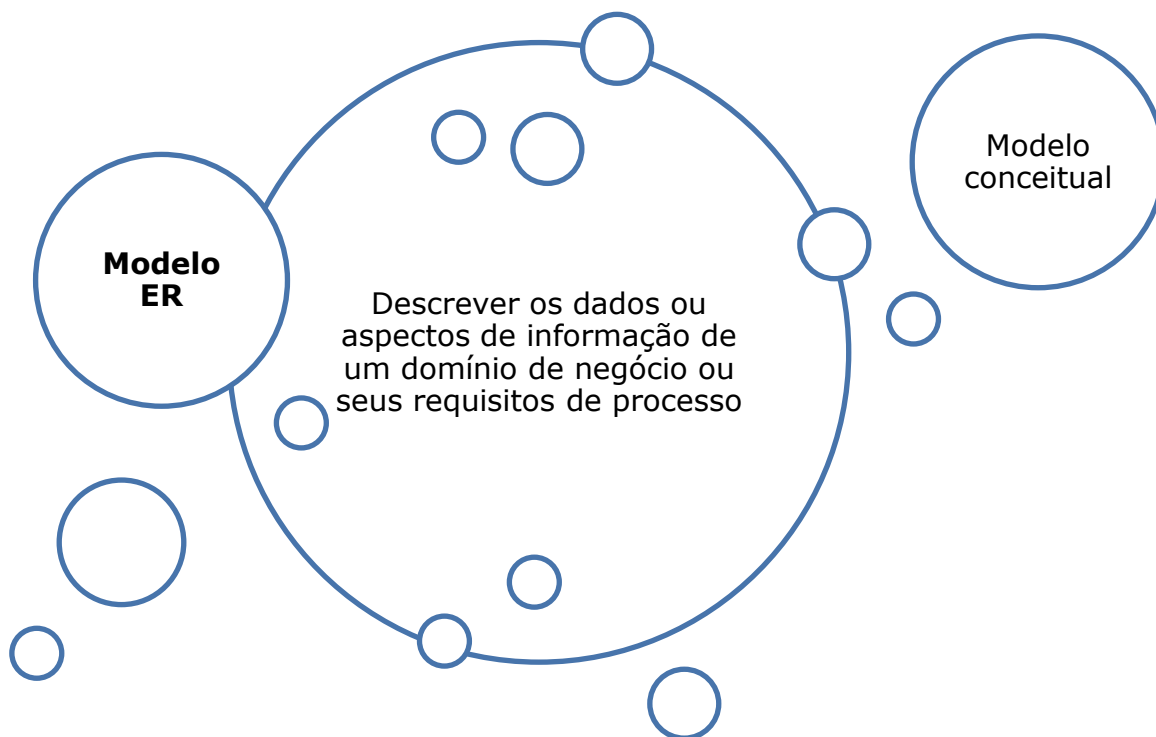 Modelo
ER
Descrever os dados ou
aspectos de informação de
um domínio de negócio ou
seus requisitos de processo
Modelo
conceitual